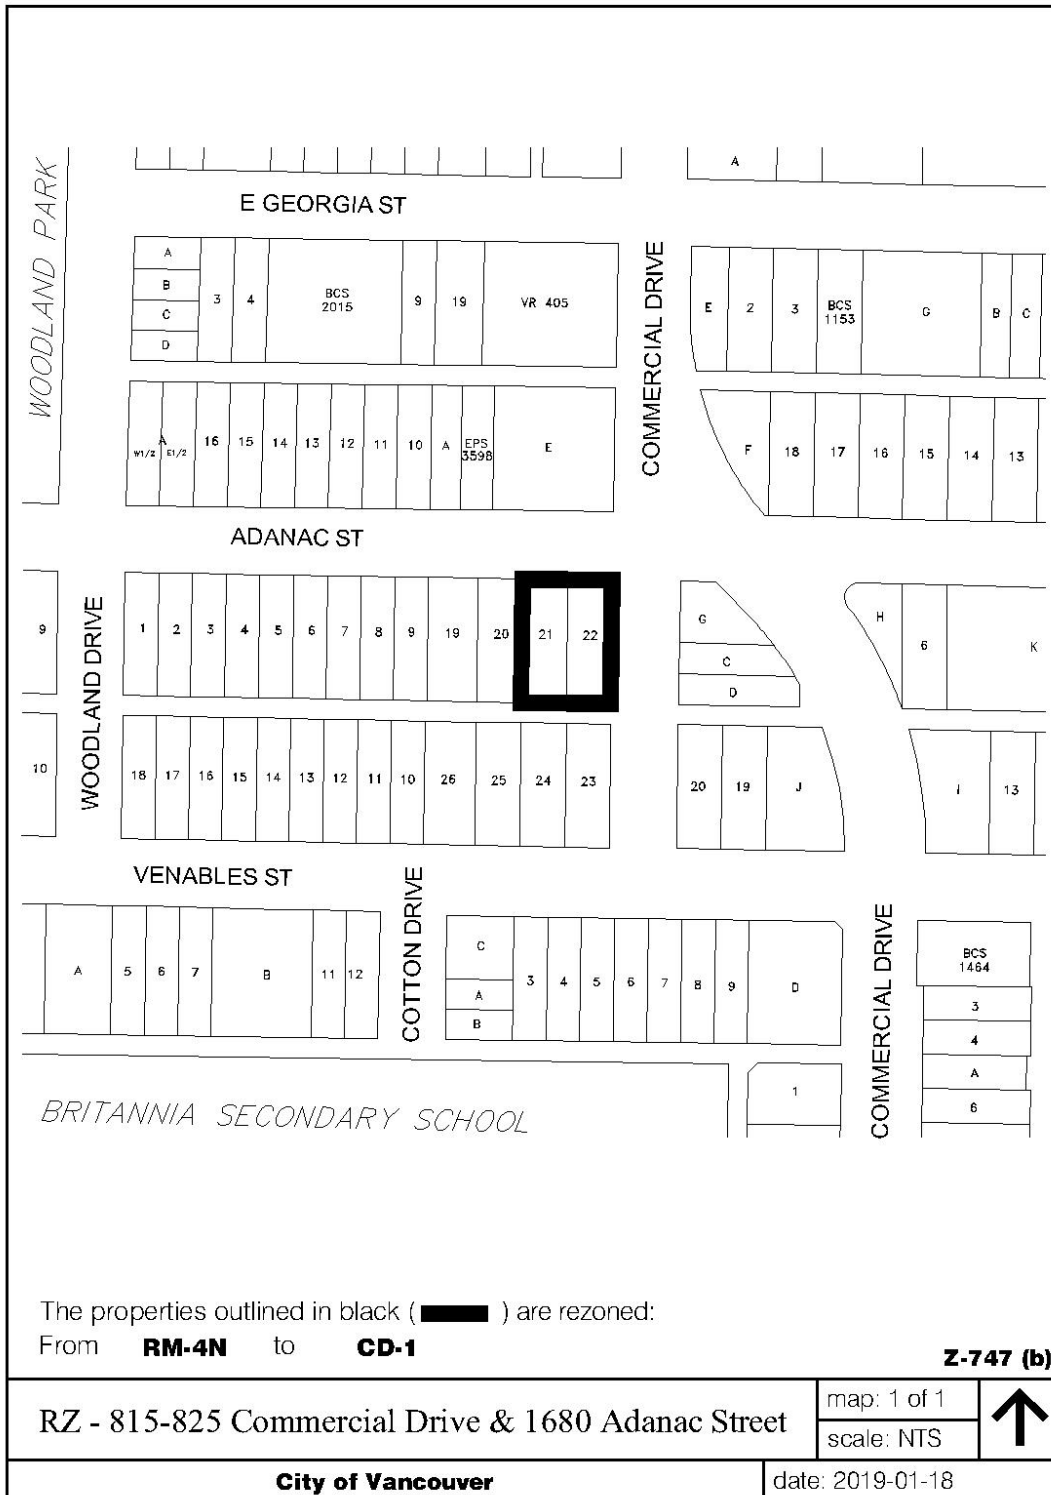 A
E GEORGIA ST
WOODLAND PARK
A
B
C
D
3 4 BCS 2015 9 19 VR 405
COMMERCIAL DRIVE
E 2 3 BCS 1153 G B C
A
W1/2 E1/2 16 15 14 13 12 11 10 A EPS 3598 E
F 18 17 16 15 14 13
ADANAC ST
9
WOODLAND DRIVE
1 2 3 4 5 6 7 8 9 19 20 21 22
G
C
D
H 6 K
10
18 17 16 15 14 13 12 11 10 26 25 24 23
20 19 J
I 13
VENABLES ST
A 5 6 7 B 11 12
COTTON DRIVE
C
A
B
3 4 5 6 7 8 9 D
COMMERCIAL DRIVE
BCS
1464
3
4
A
6
1
BRITANNIA SECONDARY SCHOOL
The properties outlined in black ( ) are rezoned:
From RM-4N to CD-1
Z-747 (b)
RZ - 815-825 Commercial Drive & 1680 Adanac Street
map: 1 of 1
scale: NTS
City of Vancouver
date: 2019-01-18